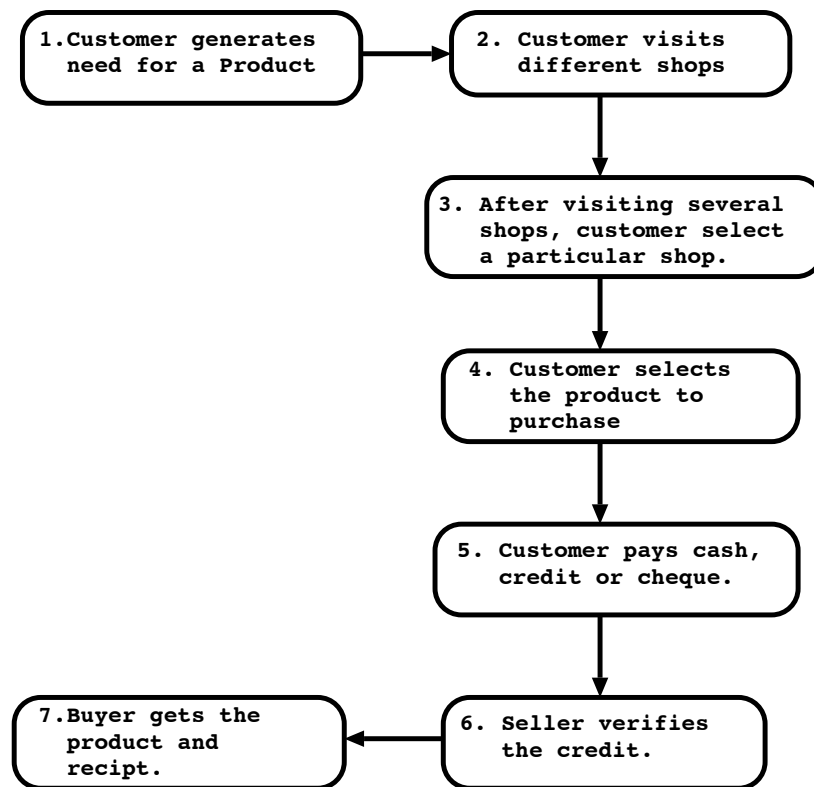 1.Customer generates
need for a Product
2. Customer visits
different shops
3. After visiting several
shops, customer select
a particular shop.
4. Customer selects
the product to
purchase
5. Customer pays cash,
credit or cheque.
6. Seller verifies
the credit.
7.Buyer gets the
product and
recipt.